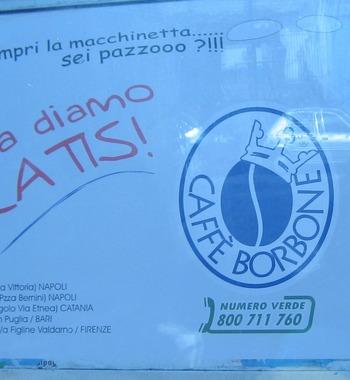 mpri la macchinetta......
sei pazzooo ?!!!
a diamo
ATIS!
CAFFÈ BORBONE
a Vittoria) NAPOLI
Pzza Bernini) NAPOLI
golo Via Etnea) CATANIA
n Puglia / BARI
/a Figline Valdarno / FIRENZE
NUMERO VERDE
800 711 760